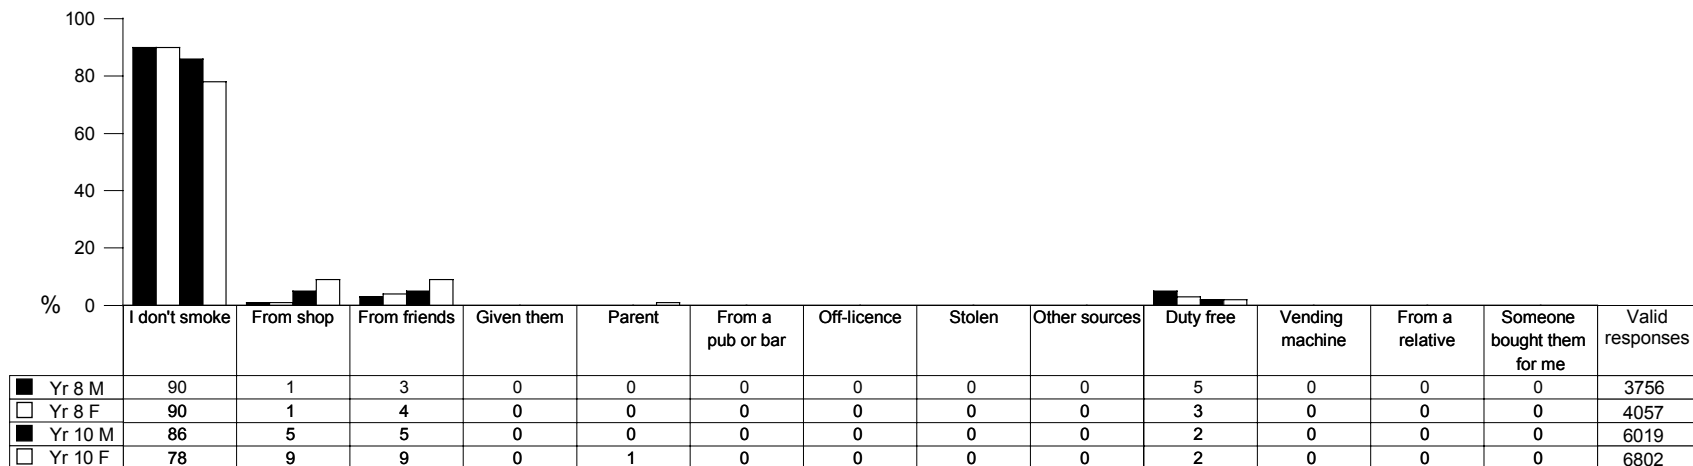 100
80
60
40
20
% 0
I don't smoke From shop From friends Given them Parent From a pub or bar Off-licence Stolen Other sources Duty free Vending machine From a relative Someone bought them for me Valid responses
Yr 8 M 90 1 3 0 0 0 0 0 0 5 0 0 0 3756
Yr 8 F 90 1 4 0 0 0 0 0 0 3 0 0 0 4057
Yr 10 M 86 5 5 0 0 0 0 0 0 2 0 0 0 6019
Yr 10 F 78 9 9 0 1 0 0 0 0 2 0 0 0 6802